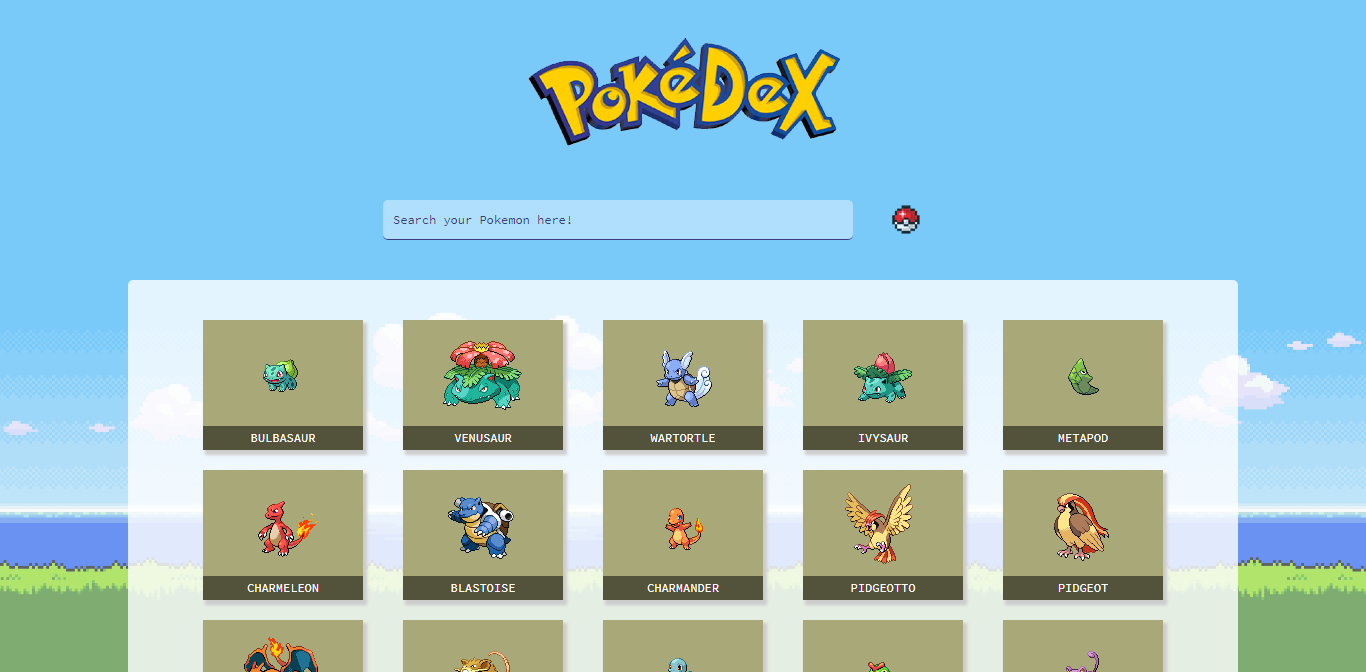 PokéDex
Search your Pokemon here!
BULBASAUR
VENUSAUR
WARTORTLE
IVYSAUR
METAPOD
CHARMELEON
BLASTOISE
CHARMANDER
PIDGEOTTO
PIDGEOT